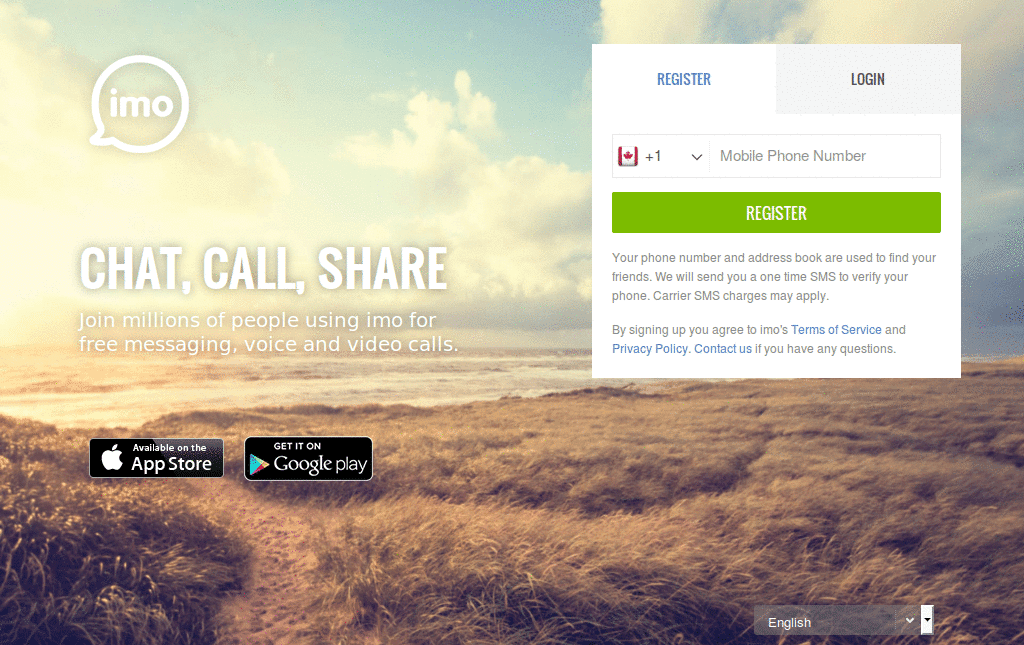 imo
REGISTER
LOGIN
+1
Mobile Phone Number
REGISTER
Your phone number and address book are used to find your
friends. We will send you a one time SMS to verify your
phone. Carrier SMS charges may apply.
By signing up you agree to imo's Terms of Service and
Privacy Policy. Contact us if you have any questions.
CHAT, CALL, SHARE
Join millions of people using imo for
free messaging, voice and video calls.
Available on the
App Store
GET IT ON
Google play
English